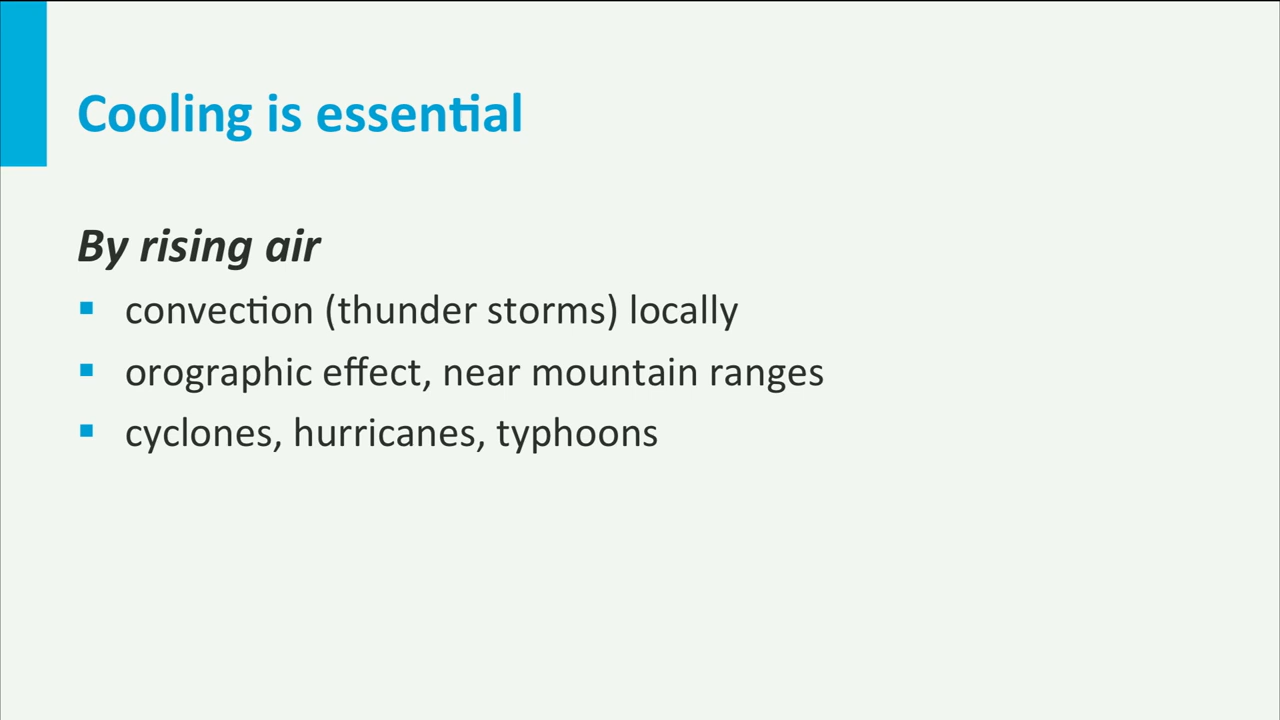 Cooling is essential
By rising air
▪ convection (thunder storms) locally
▪ orographic effect, near mountain ranges
▪ cyclones, hurricanes, typhoons